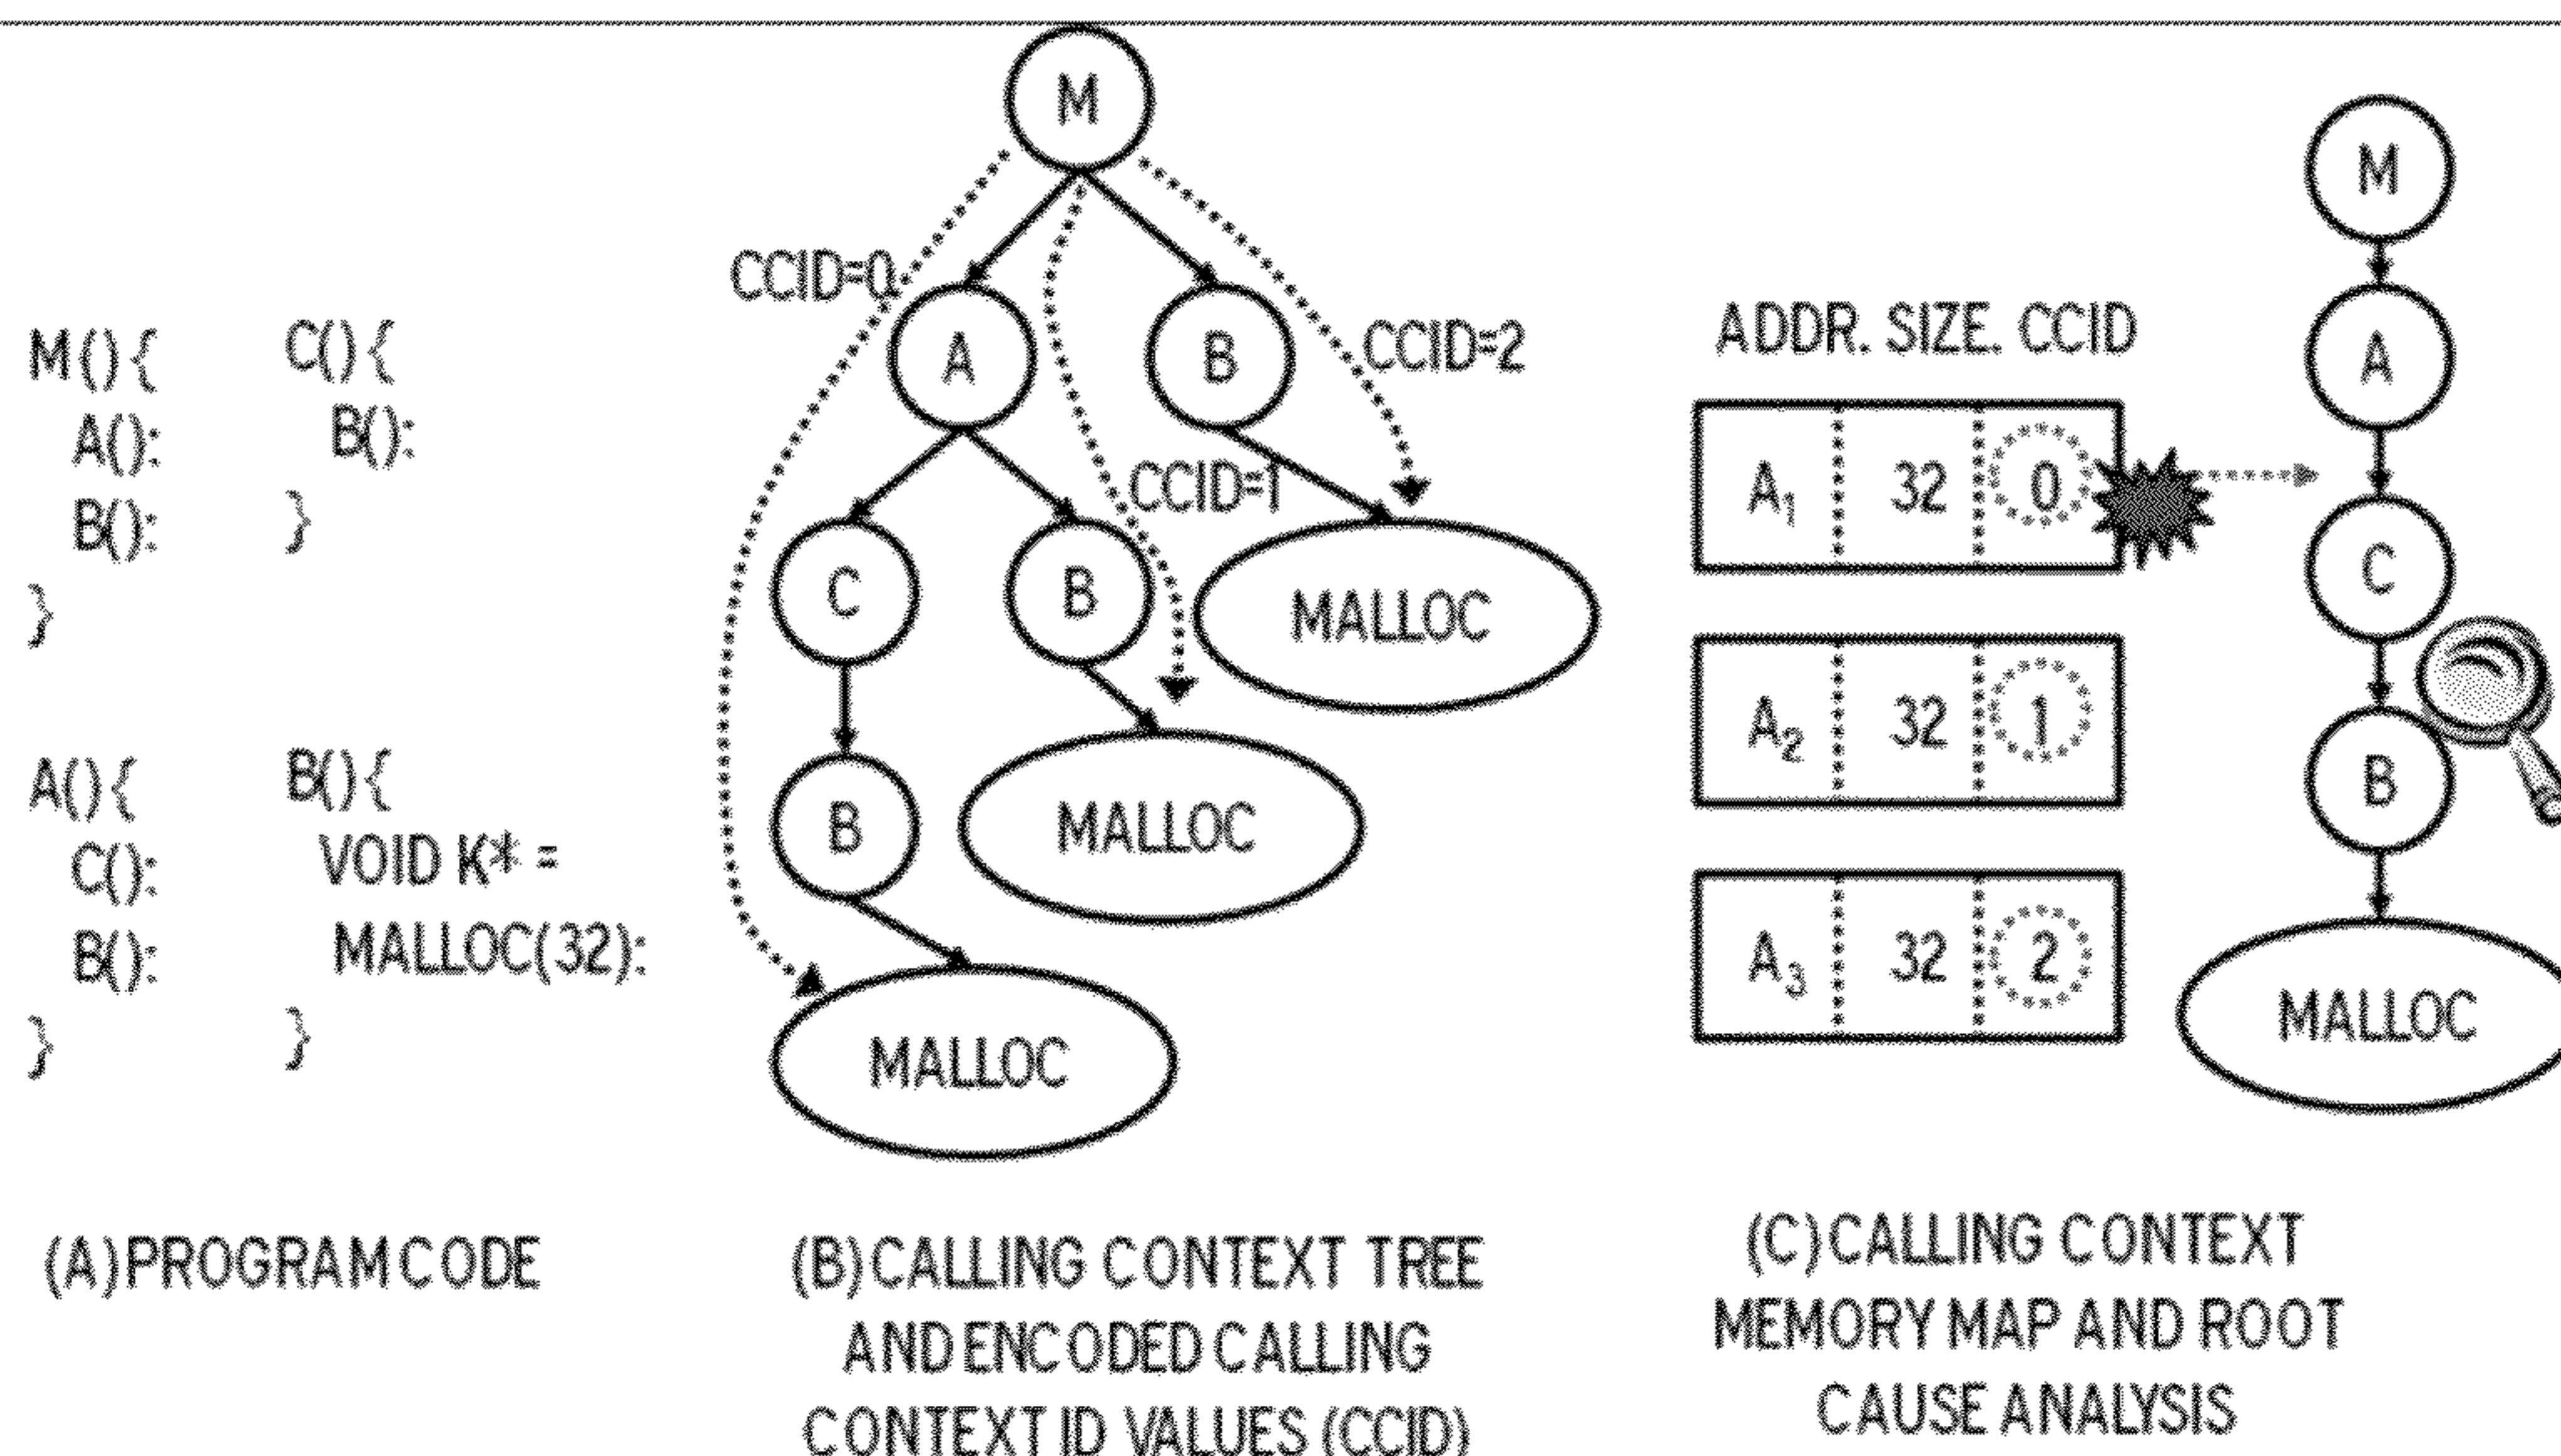 M(){
A():
B():
}
C(){
B():
}
A(){
C():
B():
}
B(){
VOID K* =
MALLOC(32):
}
(A)PROGRAM CODE
M
CCID=0
A
B
CCID=2
CCID=1
C
B
MALLOC
B
MALLOC
MALLOC
(B)CALLING CONTEXT TREE
AND ENCODED CALLING
CONTEXT ID VALUES (CCID)
ADDR. SIZE. CCID
A₁ 32 0
A₂ 32 1
A₃ 32 2
M
A
C
B
MALLOC
(C)CALLING CONTEXT
MEMORY MAP AND ROOT
CAUSE ANALYSIS